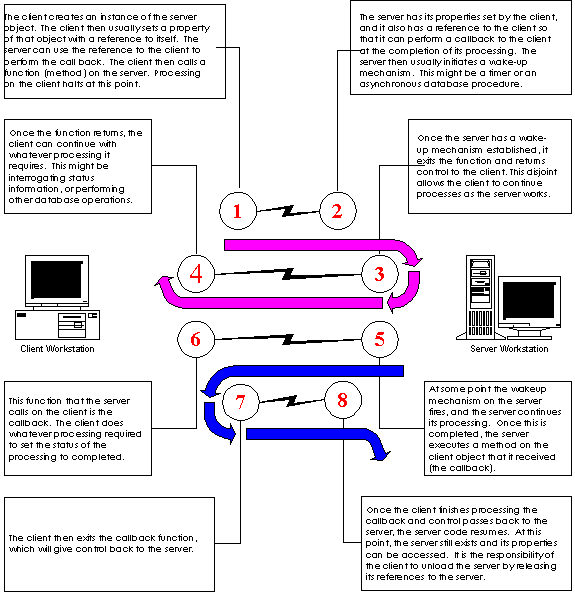 The client creates an instance of the server
object. The client then usually sets a property
of that object with a reference to itself. The
server can use the reference to the client to
perform the call back. The client then calls a
function (method) on the server. Processing
on the client halts at this point.
The server has its properties set by the client,
and it also has a reference to the client so
that it can perform a callback to the client
at the completion of its processing. The
server then usually initiates a wake-up
mechanism. This might be a timer or an
asynchronous database procedure.
Once the function returns, the
client can continue with
whatever processing it
requires. This might be
interrogating status
information, or performing
other database operations.
Once the server has a wake-
up mechanism established, it
exits the function and returns
control to the client. This disjoint
allows the client to continue
processes as the server works.
1
2
4
3
Client Workstation
Server Workstation
6
5
7
8
This function that the server
calls on the client is the
callback. The client does
whatever processing required
to set the status of the
processing to completed.
At some point the wakeup
mechanism on the server
fires, and the server continues
its processing. Once this is
completed, the server
executes a method on the
client object that it received
(the callback).
The client then exits the callback function,
which will give control back to the server.
Once the client finishes processing the
callback and control passes back to the
server, the server code resumes. At this
point, the server still exists and its properties
can be accessed. It is the responsibility of
the client to unload the server by releasing
its references to the server.